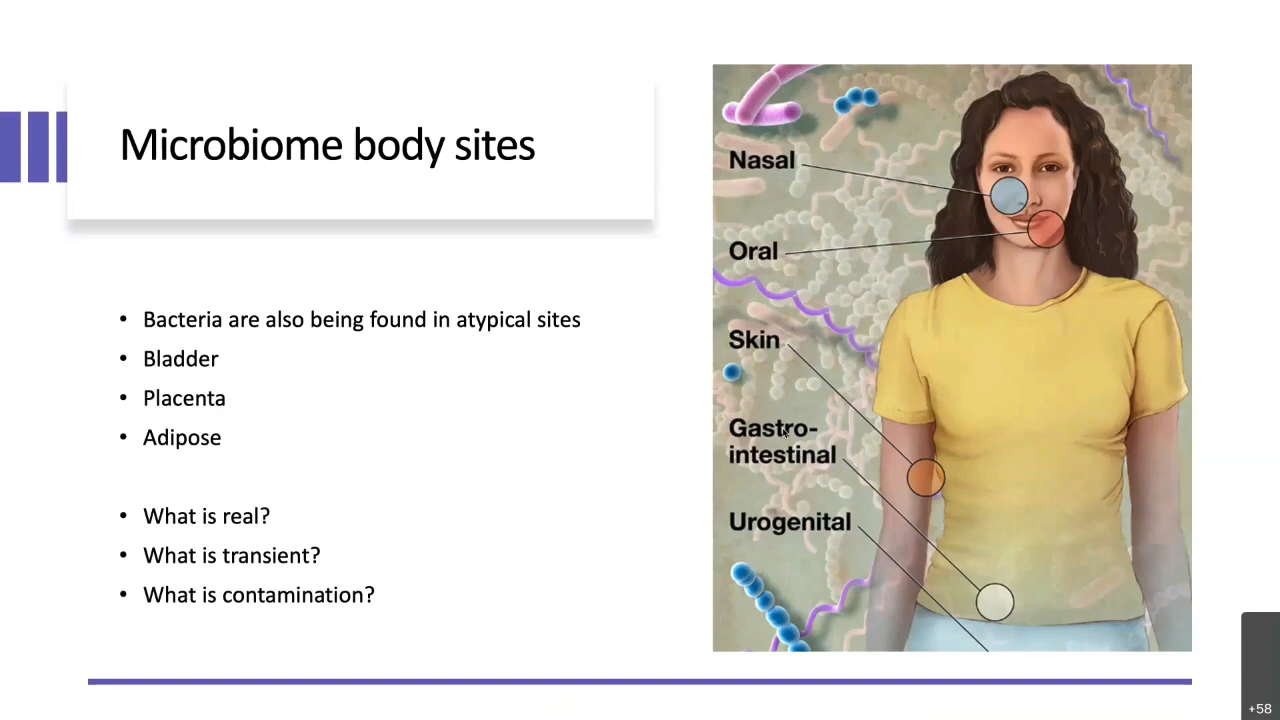 Microbiome body sites
• Bacteria are also being found in atypical sites
• Bladder
• Placenta
• Adipose
• What is real?
• What is transient?
• What is contamination?
Nasal
Oral
Skin
Gastro-
intestinal
Urogenital
+58